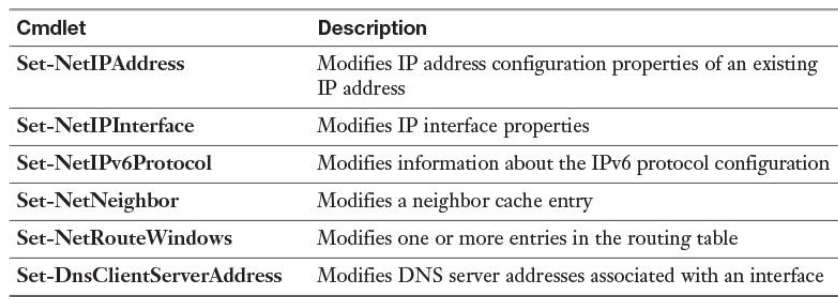 Cmdlet Description
Set-NetIPAddress Modifies IP address configuration properties of an existing
IP address
Set-NetIPInterface Modifies IP interface properties
Set-NetIPv6Protocol Modifies information about the IPv6 protocol configuration
Set-NetNeighbor Modifies a neighbor cache entry
Set-NetRouteWindows Modifies one or more entries in the routing table
Set-DnsClientServerAddress Modifies DNS server addresses associated with an interface